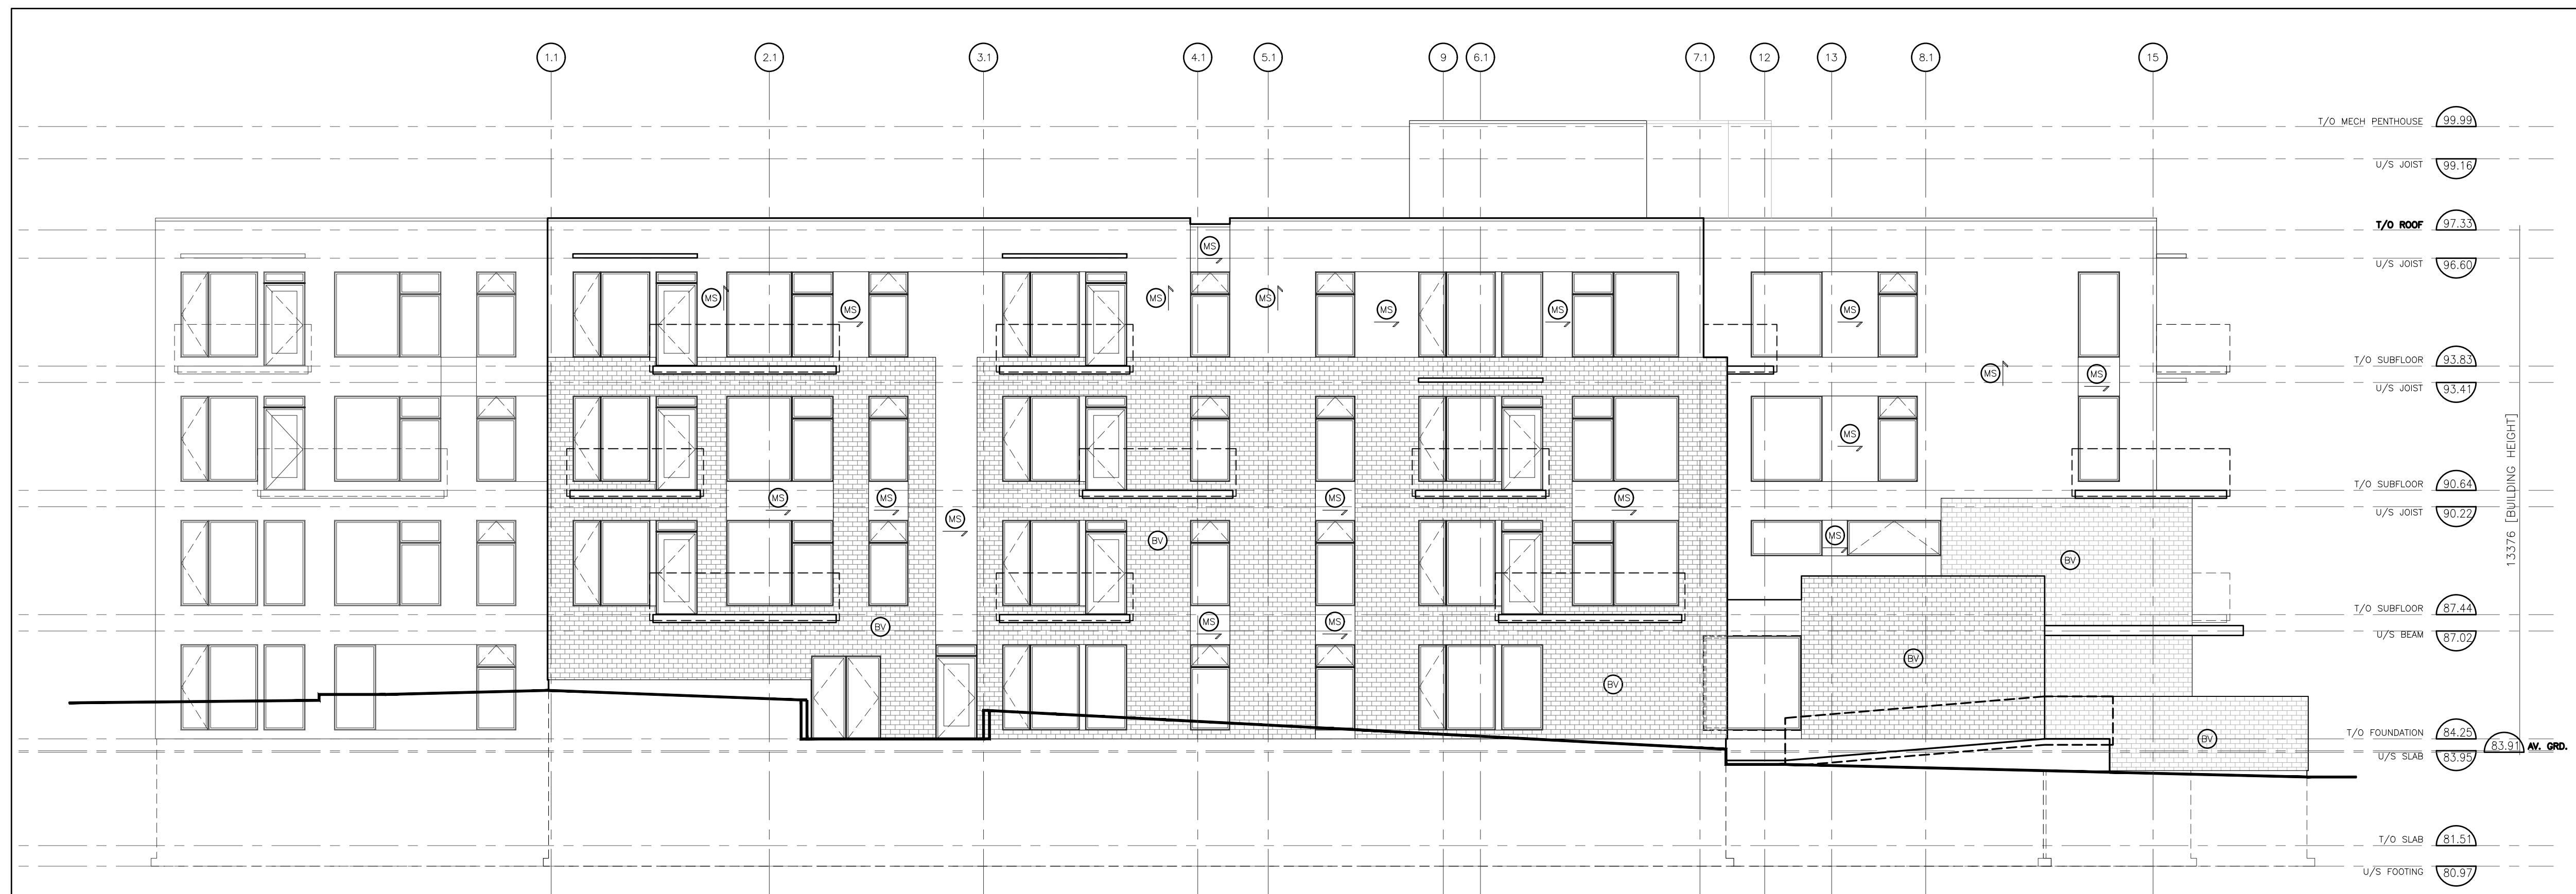 1.1
2.1
3.1
4.1
5.1
9
6.1
7.1
12
13
8.1
15
T/O MECH PENTHOUSE 99.99
U/S JOIST 99.16
T/O ROOF 97.33
MS
U/S JOIST 96.60
MS
MS
MS
MS
MS
MS
MS
T/O SUBFLOOR 93.83
MS
MS
U/S JOIST 93.41
13376 [BUILDING HEIGHT]
MS
T/O SUBFLOOR 90.64
MS
MS
MS
MS
U/S JOIST 90.22
MS
MS
BV
BV
T/O SUBFLOOR 87.44
MS
MS
BV
U/S BEAM 87.02
BV
BV
T/O FOUNDATION 84.25
BV
83.91 AV. GRD.
U/S SLAB 83.95
T/O SLAB 81.51
U/S FOOTING 80.97